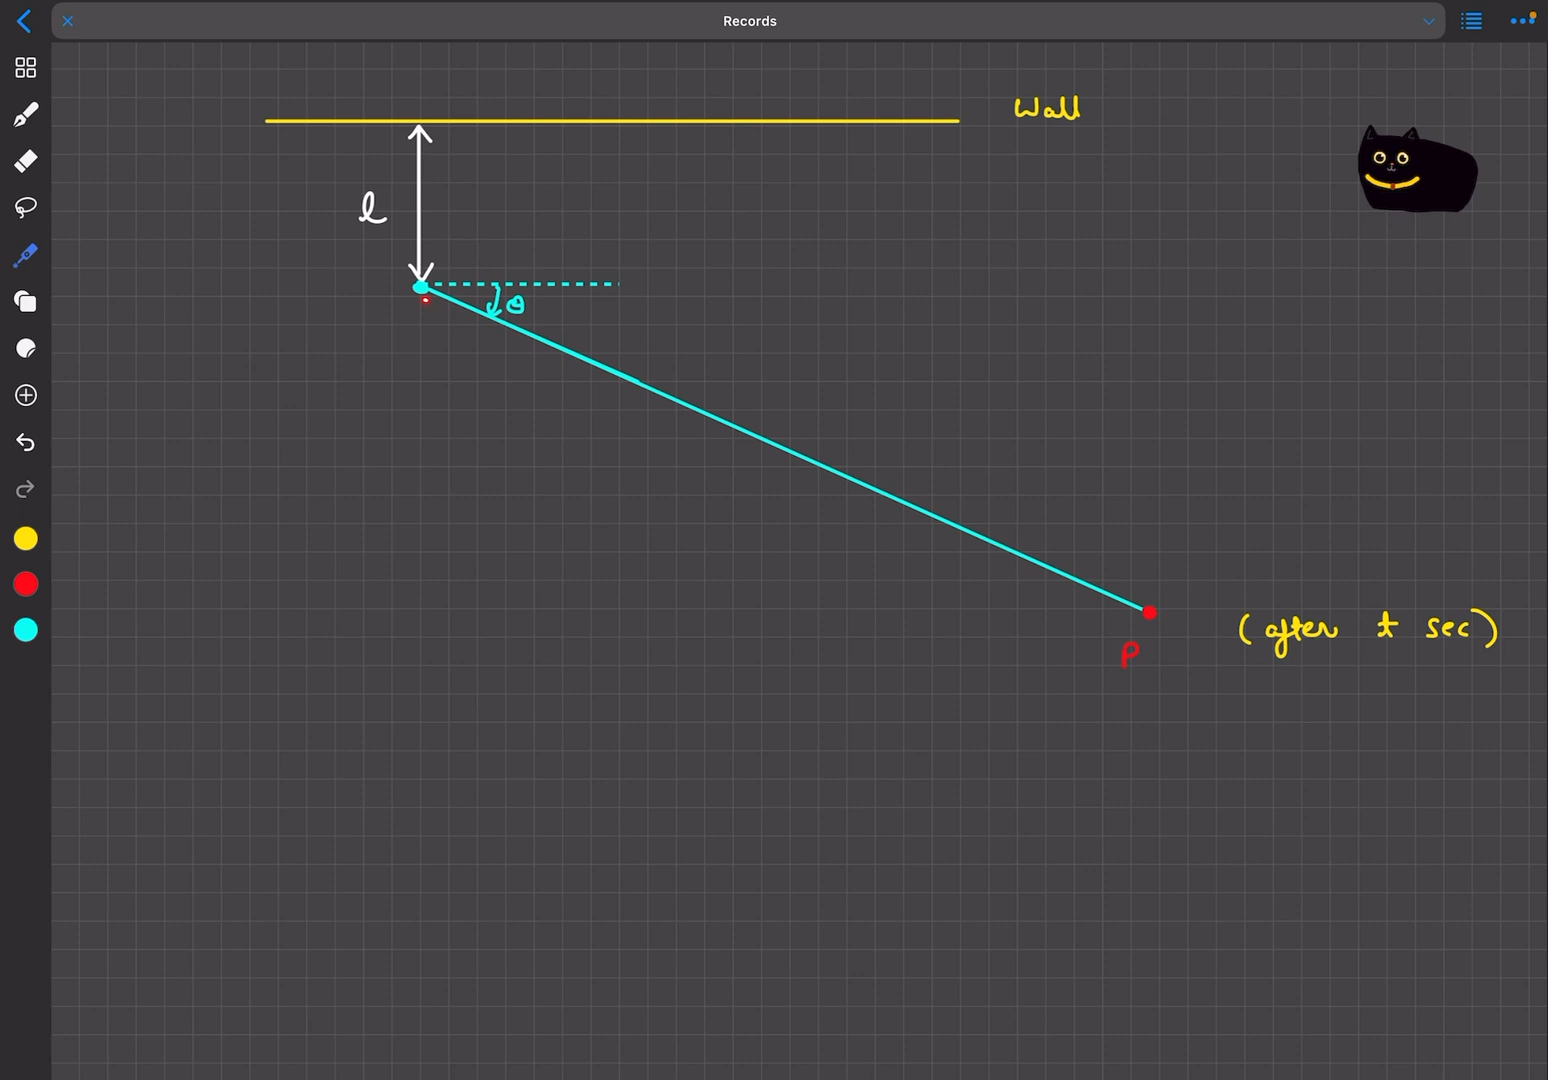 Records
Wall
l
θ
P
(after t sec)